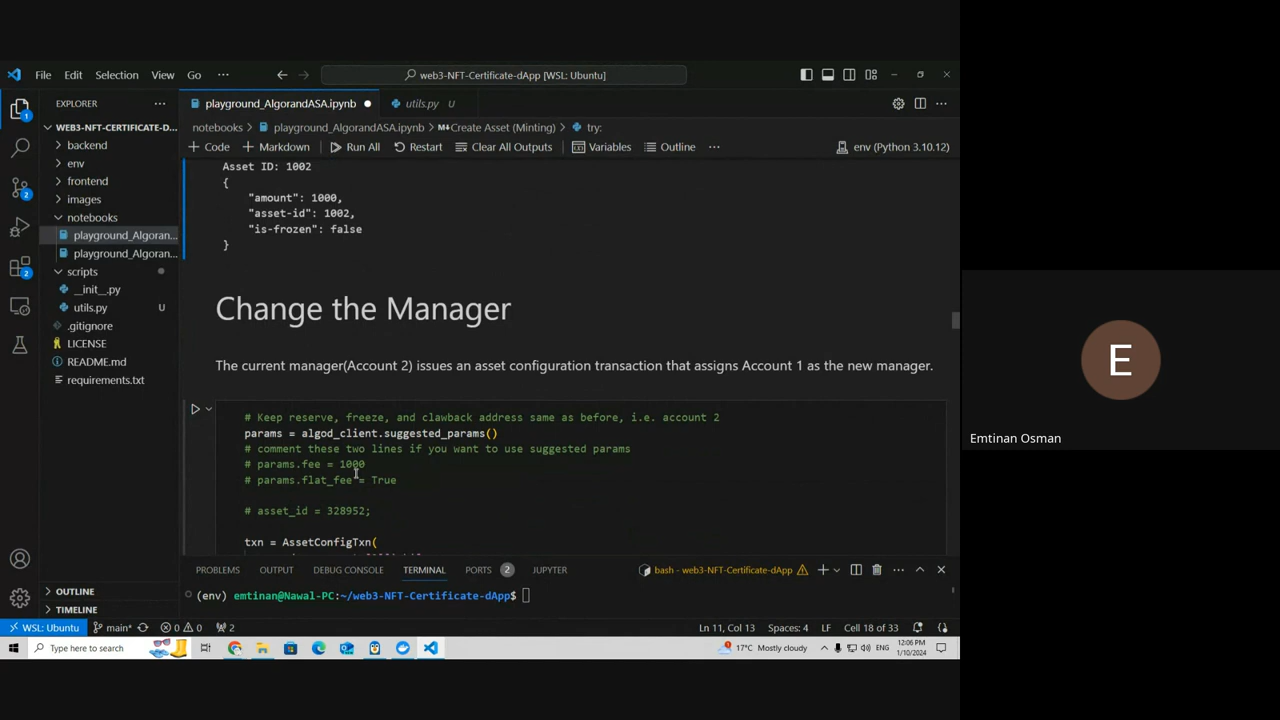 File Edit Selection View Go ··· web3-NFT-Certificate-dApp [WSL: Ubuntu]
EXPLORER ···
playground_AlgorandASA.ipynb
utils.py U
WEB3-NFT-CERTIFICATE-D...
backend
env
frontend
images
notebooks
playground_Algoran...
playground_Algoran...
scripts
__init__.py
utils.py U
.gitignore
LICENSE
README.md
requirements.txt
OUTLINE
TIMELINE
notebooks > playground_AlgorandASA.ipynb > M↓Create Asset (Minting) > try:
+ Code + Markdown Run All Restart Clear All Outputs Variables Outline ··· env (Python 3.10.12)
Asset ID: 1002
{
"amount": 1000,
"asset-id": 1002,
"is-frozen": false
}
Change the Manager
The current manager(Account 2) issues an asset configuration transaction that assigns Account 1 as the new manager.
# Keep reserve, freeze, and clawback address same as before, i.e. account 2
params = algod_client.suggested_params()
# comment these two lines if you want to use suggested params
# params.fee = 1000
# params.flat_fee = True
# asset_id = 328952;
txn = AssetConfigTxn(
PROBLEMS OUTPUT DEBUG CONSOLE TERMINAL PORTS 2 JUPYTER bash - web3-NFT-Certificate-dApp
(env) emtinan@Nawal-PC:~/web3-NFT-Certificate-dApp$
WSL: Ubuntu main* 0 0 2 Ln 11, Col 13 Spaces: 4 LF Cell 18 of 33
Type here to search 17°C Mostly cloudy ENG 12:06 PM
1/10/2024
E
Emtinan Osman